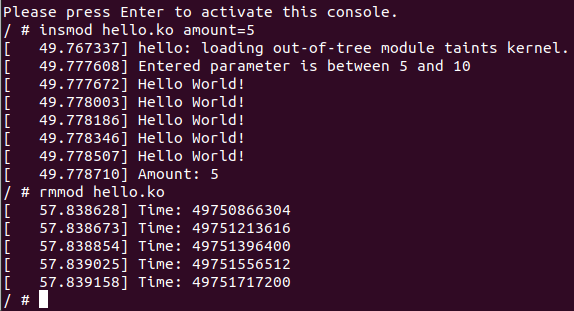 Please press Enter to activate this console.
/ # insmod hello.ko amount=5
[   49.767337] hello: loading out-of-tree module taints kernel.
[   49.777608] Entered parameter is between 5 and 10
[   49.777672] Hello World!
[   49.778003] Hello World!
[   49.778186] Hello World!
[   49.778346] Hello World!
[   49.778507] Hello World!
[   49.778710] Amount: 5
/ # rmmod hello.ko
[   57.838628] Time: 49750866304
[   57.838673] Time: 49751213616
[   57.838854] Time: 49751396400
[   57.839025] Time: 49751556512
[   57.839158] Time: 49751717200
/ #